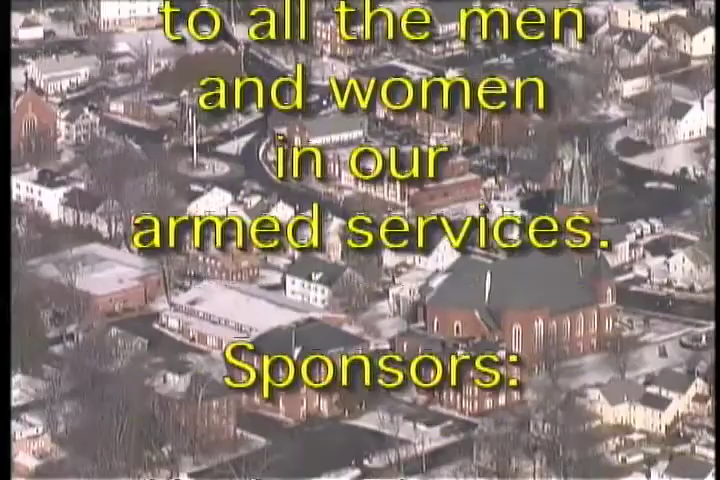 to all the men
and women
in our
armed services.
Sponsors: